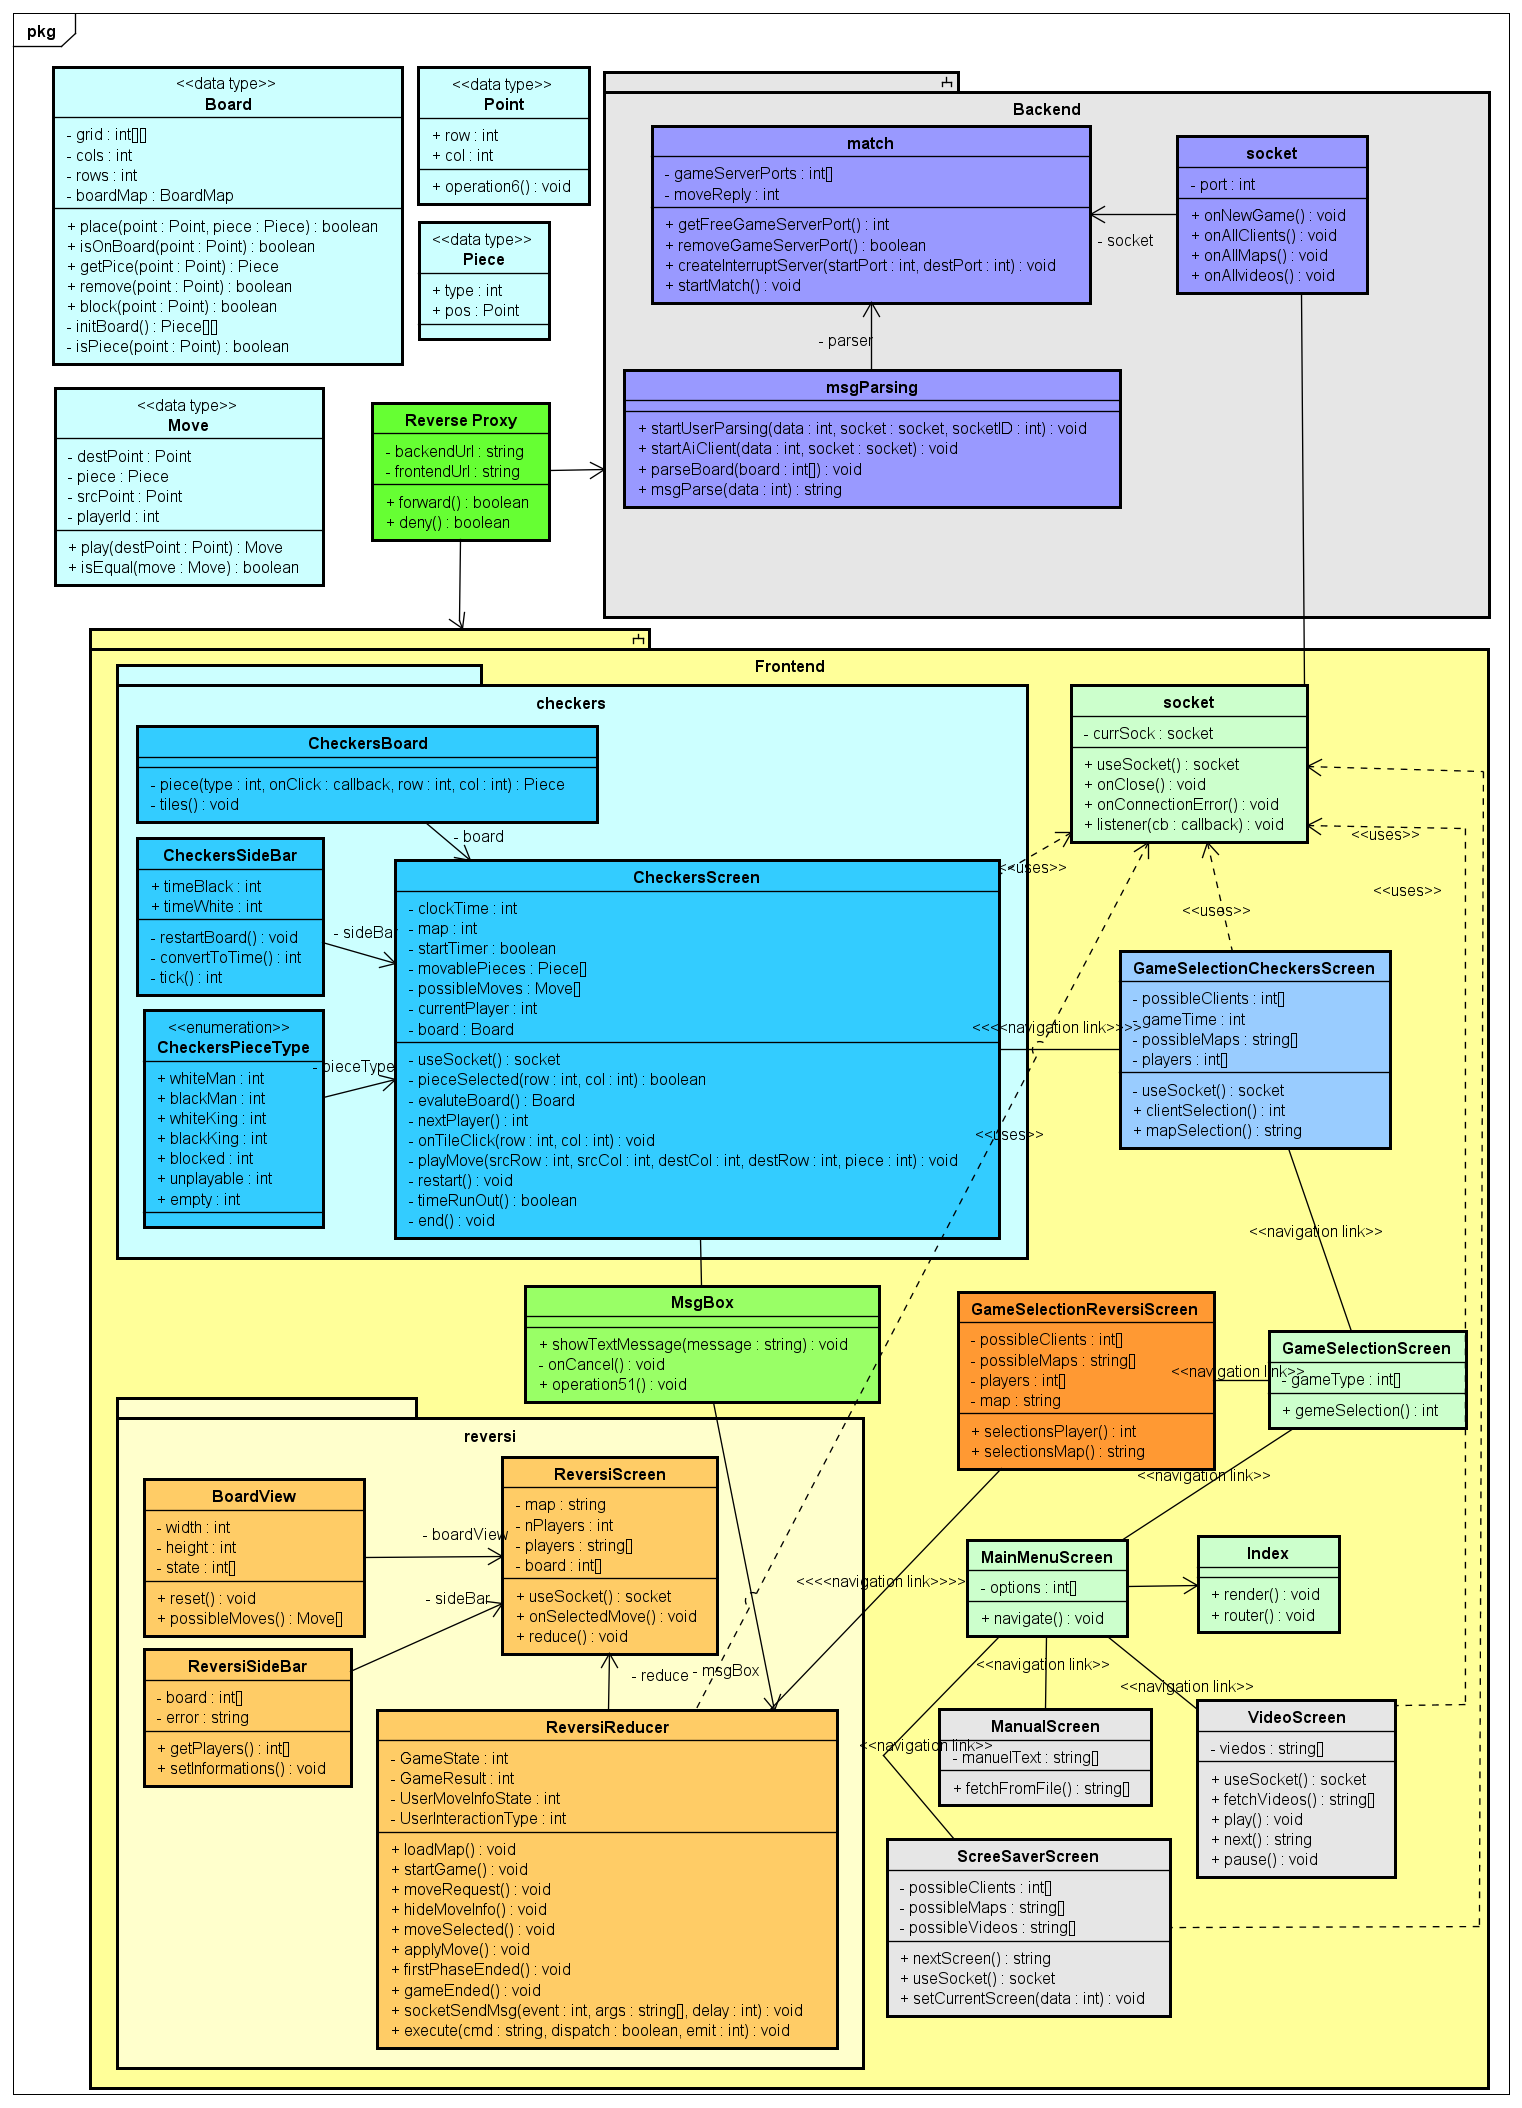 pkg
<<data type>>
Board
- grid : int[][]
- cols : int
- rows : int
- boardMap : BoardMap
+ place(point : Point, piece : Piece) : boolean
+ isOnBoard(point : Point) : boolean
+ getPice(point : Point) : Piece
+ remove(point : Point) : boolean
+ block(point : Point) : boolean
- initBoard() : Piece[][]
- isPiece(point : Point) : boolean
<<data type>>
Point
+ row : int
+ col : int
+ operation6() : void
<<data type>>
Piece
+ type : int
+ pos : Point
Backend
match
- gameServerPorts : int[]
- moveReply : int
+ getFreeGameServerPort() : int
+ removeGameServerPort() : boolean
+ createInterruptServer(startPort : int, destPort : int) : void
+ startMatch() : void
socket
- port : int
+ onNewGame() : void
+ onAllClients() : void
+ onAllMaps() : void
+ onAllvideos() : void
- socket
- parser
msgParsing
+ startUserParsing(data : int, socket : socket, socketID : int) : void
+ startAiClient(data : int, socket : socket) : void
+ parseBoard(board : int[]) : void
+ msgParse(data : int) : string
<<data type>>
Move
- destPoint : Point
- piece : Piece
- srcPoint : Point
- playerId : int
+ play(destPoint : Point) : Move
+ isEqual(move : Move) : boolean
Reverse Proxy
- backendUrl : string
- frontendUrl : string
+ forward() : boolean
+ deny() : boolean
Frontend
checkers
CheckersBoard
- piece(type : int, onClick : callback, row : int, col : int) : Piece
- tiles() : void
- board
CheckersSideBar
+ timeBlack : int
+ timeWhite : int
- restartBoard() : void
- convertToTime() : int
- tick() : int
- sideBar
<<enumeration>>
CheckersPieceType
+ whiteMan : int
+ blackMan : int
+ whiteKing : int
+ blackKing : int
+ blocked : int
+ unplayable : int
+ empty : int
- pieceType
CheckersScreen
- clockTime : int
- map : int
- startTimer : boolean
- movablePieces : Piece[]
- possibleMoves : Move[]
- currentPlayer : int
- board : Board
- useSocket() : socket
- pieceSelected(row : int, col : int) : boolean
- evaluteBoard() : Board
- nextPlayer() : int
- onTileClick(row : int, col : int) : void
- playMove(srcRow : int, srcCol : int, destCol : int, destRow : int, piece : int) : void
- restart() : void
- timeRunOut() : boolean
- end() : void
socket
- currSock : socket
+ useSocket() : socket
+ onClose() : void
+ onConnectionError() : void
+ listener(cb : callback) : void
<<uses>>
<<uses>>
<<uses>>
<<uses>>
<<uses>>
<<<<navigation link>>>>
GameSelectionCheckersScreen
- possibleClients : int[]
- gameTime : int
- possibleMaps : string[]
- players : int[]
- useSocket() : socket
+ clientSelection() : int
+ mapSelection() : string
<<navigation link>>
MsgBox
+ showTextMessage(message : string) : void
- onCancel() : void
+ operation51() : void
GameSelectionReversiScreen
- possibleClients : int[]
- possibleMaps : string[]
- players : int[]
- map : string
+ selectionsPlayer() : int
+ selectionsMap() : string
<<navigation link>>
GameSelectionScreen
- gameType : int[]
+ gemeSelection() : int
<<navigation link>>
reversi
BoardView
- width : int
- height : int
- state : int[]
+ reset() : void
+ possibleMoves() : Move[]
- boardView
- sideBar
ReversiScreen
- map : string
- nPlayers : int
- players : string[]
- board : int[]
+ useSocket() : socket
+ onSelectedMove() : void
+ reduce() : void
<<<<navigation link>>>>
MainMenuScreen
- options : int[]
+ navigate() : void
Index
+ render() : void
+ router() : void
<<navigation link>>
<<navigation link>>
<<navigation link>>
ReversiSideBar
- board : int[]
- error : string
+ getPlayers() : int[]
+ setInformations() : void
- reduce
- msgBox
ReversiReducer
- GameState : int
- GameResult : int
- UserMoveInfoState : int
- UserInteractionType : int
+ loadMap() : void
+ startGame() : void
+ moveRequest() : void
+ hideMoveInfo() : void
+ moveSelected() : void
+ applyMove() : void
+ firstPhaseEnded() : void
+ gameEnded() : void
+ socketSendMsg(event : int, args : string[], delay : int) : void
+ execute(cmd : string, dispatch : boolean, emit : int) : void
ManualScreen
- manuelText : string[]
+ fetchFromFile() : string[]
VideoScreen
- viedos : string[]
+ useSocket() : socket
+ fetchVideos() : string[]
+ play() : void
+ next() : string
+ pause() : void
ScreeSaverScreen
- possibleClients : int[]
- possibleMaps : string[]
- possibleVideos : string[]
+ nextScreen() : string
+ useSocket() : socket
+ setCurrentScreen(data : int) : void